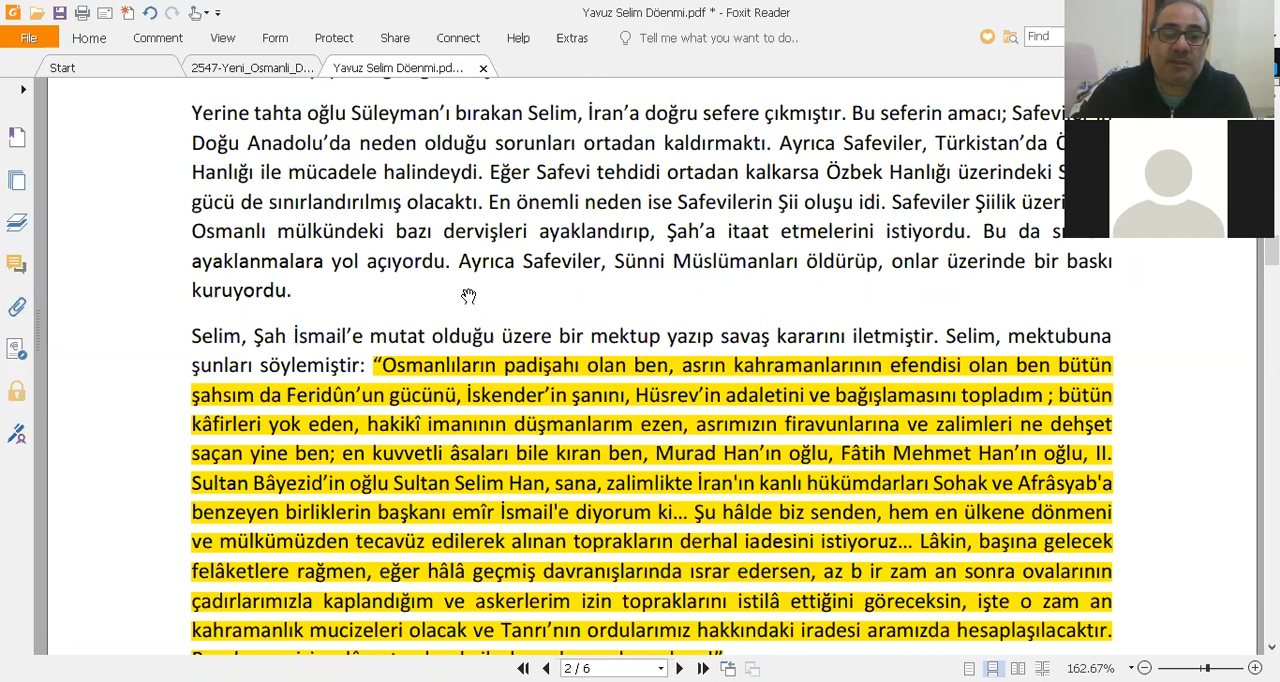 Yavuz Selim Döenmi.pdf * - Foxit Reader
File Home Comment View Form Protect Share Connect Help Extras Tell me what you want to do.. Find
Start 2547-Yeni_Osmanli_D... Yavuz Selim Döenmi.pd...
Yerine tahta oğlu Süleyman’ı bırakan Selim, İran’a doğru sefere çıkmıştır. Bu seferin amacı;
Doğu Anadolu’da neden olduğu sorunları ortadan kaldırmaktı. Ayrıca Safeviler, Türkistan’da
Hanlığı ile mücadele halindeydi. Eğer Safevi tehdidi ortadan kalkarsa Özbek Hanlığı üzerindeki
gücü de sınırlandırılmış olacaktı. En önemli neden ise Safevilerin Şii oluşu idi. Safeviler Şiilik
Osmanlı mülkündeki bazı dervişleri ayaklandırıp, Şah’a itaat etmelerini istiyordu. Bu da
ayaklanmalara yol açıyordu. Ayrıca Safeviler, Sünni Müslümanları öldürüp, onlar üzerinde bir baskı
kuruyordu.
Selim, Şah İsmail’e mutat olduğu üzere bir mektup yazıp savaş kararını iletmiştir. Selim, mektubuna
şunları söylemiştir: “Osmanlıların padişahı olan ben, asrın kahramanlarının efendisi olan ben bütün
şahsım da Feridûn’un gücünü, İskender’in şanını, Hüsrev’in adaletini ve bağışlamasını topladım ; bütün
kâfirleri yok eden, hakikî imanının düşmanlarım ezen, asrımızın firavunlarına ve zalimleri ne dehşet
saçan yine ben; en kuvvetli âsaları bile kıran ben, Murad Han’ın oğlu, Fâtih Mehmet Han’ın oğlu, II.
Sultan Bâyezid’in oğlu Sultan Selim Han, sana, zalimlikte İran'ın kanlı hükümdarları Sohak ve Afrâsyab'a
benzeyen birliklerin başkanı emîr İsmail'e diyorum ki... Şu hâlde biz senden, hem en ülkene dönmeni
ve mülkümüzden tecavüz edilerek alınan toprakların derhal iadesini istiyoruz... Lâkin, başına gelecek
felâketlere rağmen, eğer hâlâ geçmiş davranışlarında ısrar edersen, az b ir zam an sonra ovalarının
çadırlarımızla kaplandığım ve askerlerim izin topraklarını istilâ ettiğini göreceksin, işte o zam an
kahramanlık mucizeleri olacak ve Tanrı’nın ordularımız hakkındaki iradesi aramızda hesaplaşılacaktır.
2 / 6 162.67%